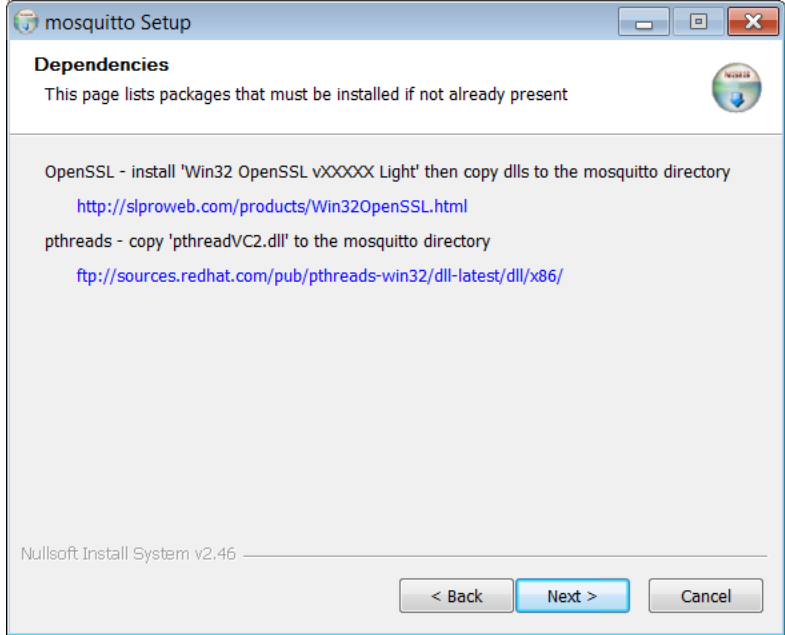 mosquitto Setup
Dependencies
This page lists packages that must be installed if not already present
OpenSSL - install 'Win32 OpenSSL vXXXXX Light' then copy dlls to the mosquitto directory
http://slproweb.com/products/Win32OpenSSL.html
pthreads - copy 'pthreadVC2.dll' to the mosquitto directory
ftp://sources.redhat.com/pub/pthreads-win32/dll-latest/dll/x86/
Nullsoft Install System v2.46
< Back
Next >
Cancel